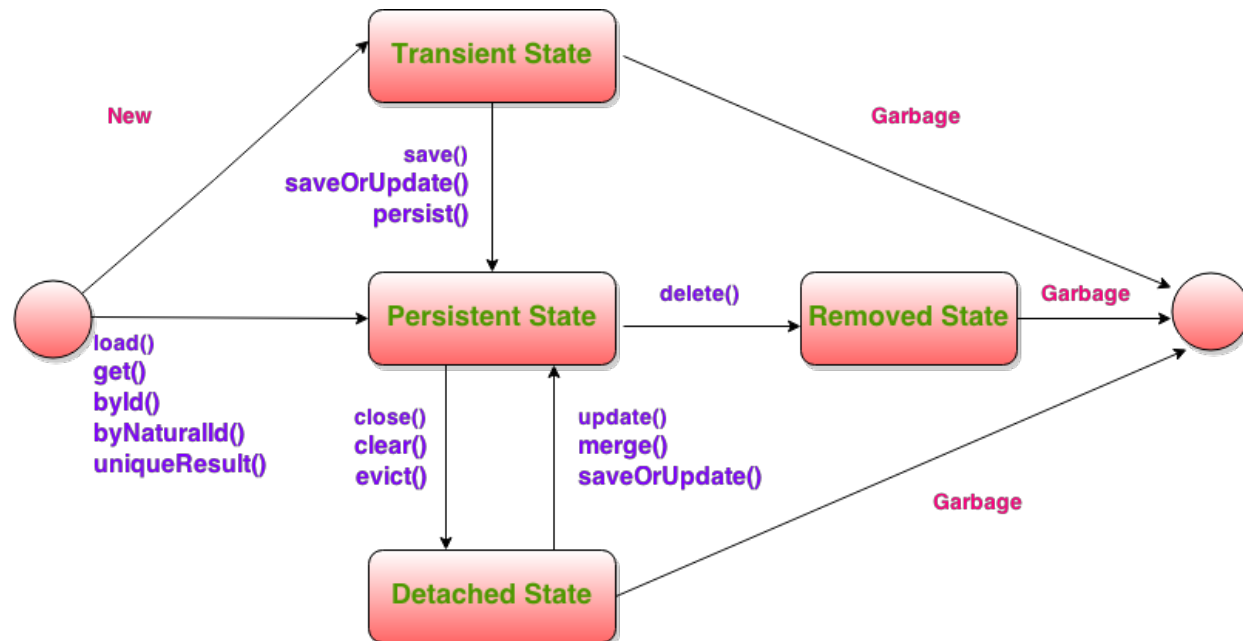 Transient State
New
Garbage
save()
saveOrUpdate()
persist()
Persistent State
delete()
Removed State
Garbage
load()
get()
byId()
byNaturalId()
uniqueResult()
close()
clear()
evict()
update()
merge()
saveOrUpdate()
Garbage
Detached State